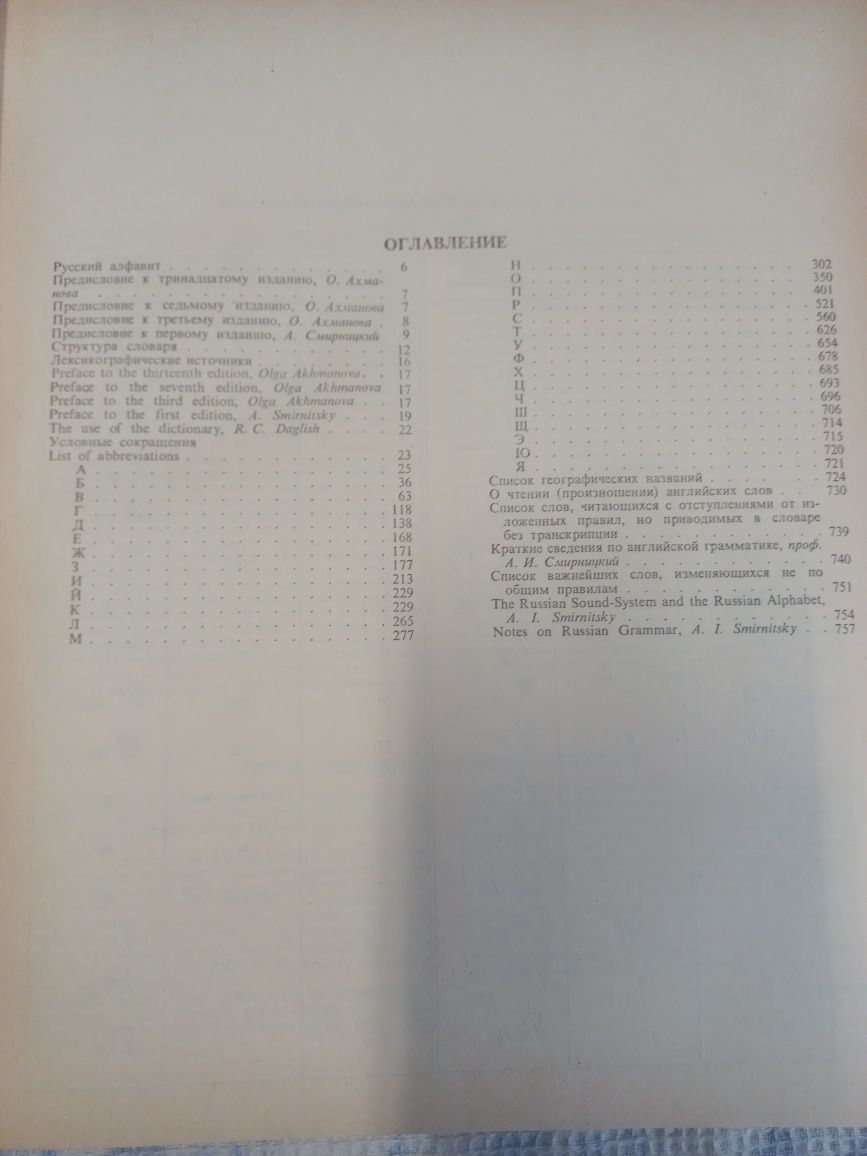 ОГЛАВЛЕНИЕ
Русский алфавит . . . . . . . . . . . . 6
Предисловие к тринадцатому изданию, О. Ахма-
нова . . . . . . . . . . . . . . . . 7
Предисловие к седьмому изданию, О. Ахманова 7
Предисловие к третьему изданию, О. Ахманова . 8
Предисловие к первому изданию, А. Смирницкий 9
Структура словаря . . . . . . . . . . . . 12
Лексикографические источники . . . . . . . 16
Preface to the thirteenth edition, Olga Akhmanova . . 17
Preface to the seventh edition, Olga Akhmanova 17
Preface to the third edition, Olga Akhmanova . . 17
Preface to the first edition, A. Smirnitsky . . . 19
The use of the dictionary, R. C. Daglish . . . . 22
Условные сокращения
List of abbreviations . . . . . . . . . . . 23
А . . . . . . . . . . . . . . . . 25
Б . . . . . . . . . . . . . . . . 36
В . . . . . . . . . . . . . . . . 63
Г . . . . . . . . . . . . . . . . 118
Д . . . . . . . . . . . . . . . . 138
Е . . . . . . . . . . . . . . . . 168
Ж . . . . . . . . . . . . . . . . 171
З . . . . . . . . . . . . . . . . 177
И . . . . . . . . . . . . . . . . 213
Й . . . . . . . . . . . . . . . . 229
К . . . . . . . . . . . . . . . . 229
Л . . . . . . . . . . . . . . . . 265
М . . . . . . . . . . . . . . . . 277
Н . . . . . . . . . . . . . . . 302
О . . . . . . . . . . . . . . . 350
П . . . . . . . . . . . . . . . 401
Р . . . . . . . . . . . . . . . 521
С . . . . . . . . . . . . . . . 560
Т . . . . . . . . . . . . . . . 626
У . . . . . . . . . . . . . . . 654
Ф . . . . . . . . . . . . . . . 678
Х . . . . . . . . . . . . . . . 685
Ц . . . . . . . . . . . . . . . 693
Ч . . . . . . . . . . . . . . . 696
Ш . . . . . . . . . . . . . . . 706
Щ . . . . . . . . . . . . . . . 714
Э . . . . . . . . . . . . . . . 715
Ю . . . . . . . . . . . . . . . 720
Я . . . . . . . . . . . . . . . 721
Список географических названий . . . . . . 724
О чтении (произношении) английских слов . . 730
Список слов, читающихся с отступлениями от из-
ложенных правил, но приводимых в словаре
без транскрипции . . . . . . . . . . . 739
Краткие сведения по английской грамматике, проф.
А. И. Смирницкий . . . . . . . . . . . 740
Список важнейших слов, изменяющихся не по
общим правилам . . . . . . . . . . . 751
The Russian Sound-System and the Russian Alphabet,
A. I. Smirnitsky . . . . . . . . . . . 754
Notes on Russian Grammar, A. I. Smirnitsky . . 757